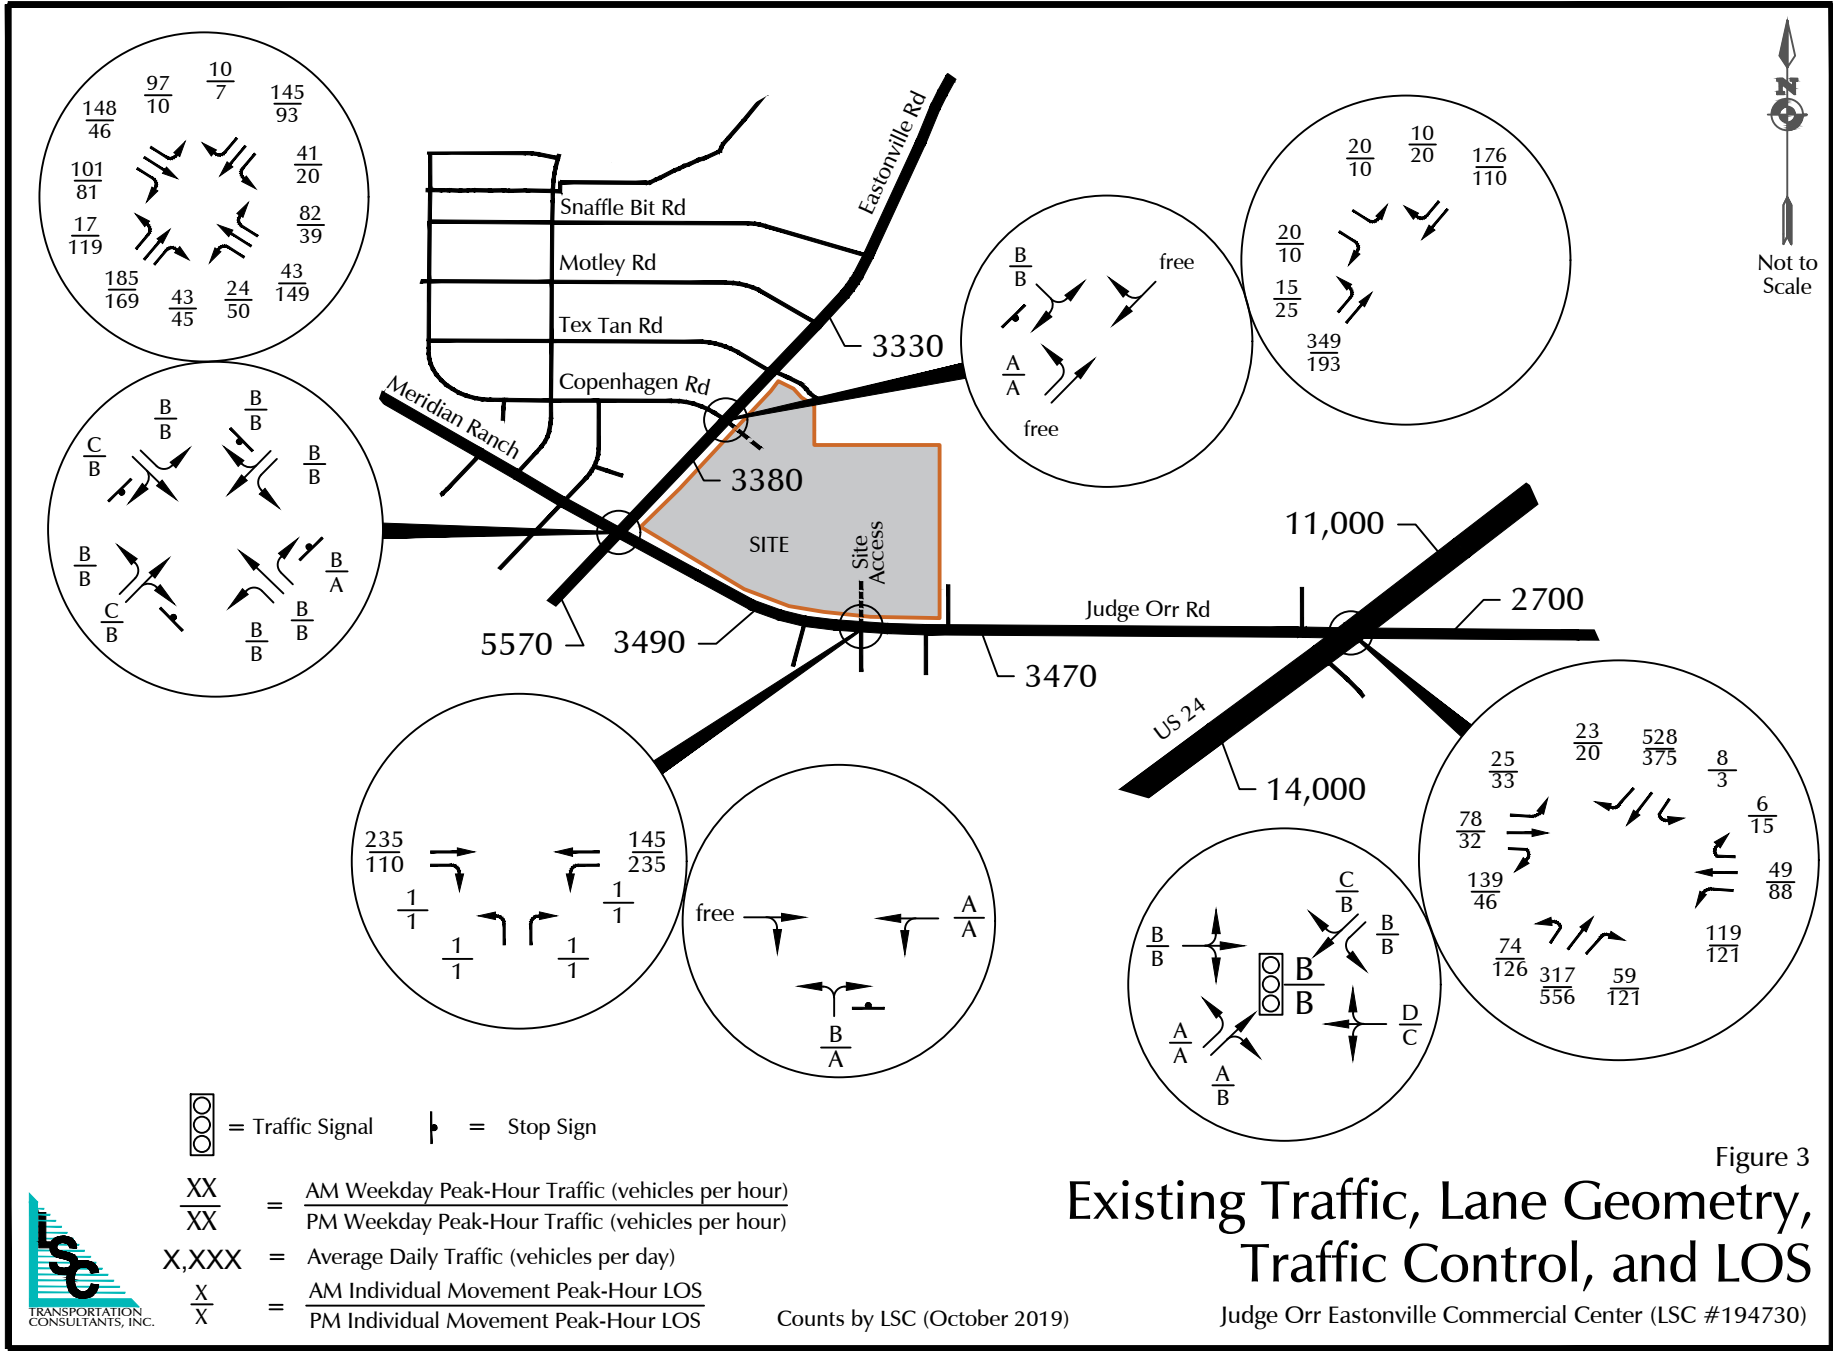 97
10
10
7
145
93
148
46
101
81
17
119
185
169
43
45
24
50
43
149
82
39
41
20
Snaffle Bit Rd
Motley Rd
Tex Tan Rd
Copenhagen Rd
Meridian Ranch
Eastonville Rd
3330
3380
5570
3490
3470
SITE
Site
Access
Judge Orr Rd
US 24
11,000
2700
14,000
B
B
free
A
A
free
20
10
10
20
176
110
20
10
15
25
349
193
N
Not to
Scale
C
B
B
B
B
B
B
B
B
B
C
B
B
B
B
B
B
A
235
110
145
235
1
1
1
1
1
1
1
1
free
A
A
B
A
25
33
23
20
528
375
8
3
6
15
78
32
49
88
139
46
119
121
74
126
317
556
59
121
C
B
B
B
B
B
B
B
D
C
A
A
A
B
= Traffic Signal
= Stop Sign
XX
XX
=
AM Weekday Peak-Hour Traffic (vehicles per hour)
PM Weekday Peak-Hour Traffic (vehicles per hour)
X,XXX = Average Daily Traffic (vehicles per day)
X
X
=
AM Individual Movement Peak-Hour LOS
PM Individual Movement Peak-Hour LOS
LSC
TRANSPORTATION
CONSULTANTS, INC.
Counts by LSC (October 2019)
Figure 3
Existing Traffic, Lane Geometry,
Traffic Control, and LOS
Judge Orr Eastonville Commercial Center (LSC #194730)